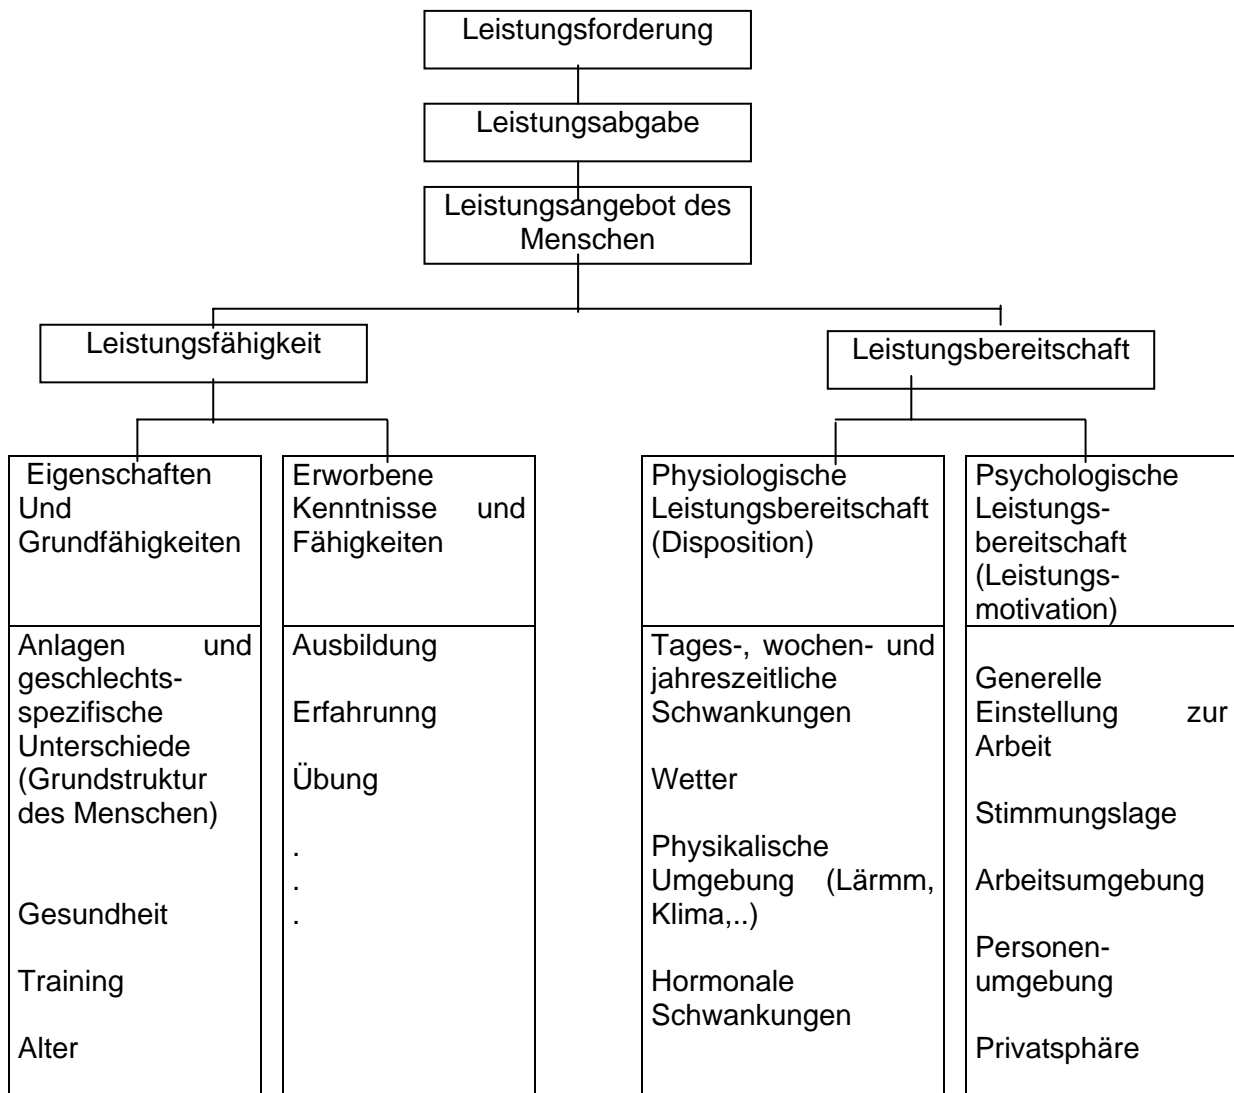 Leistungsforderung
Leistungsabgabe
Leistungsangebot des
Menschen
Leistungsfähigkeit
Leistungsbereitschaft
Eigenschaften
Und
Grundfähigkeiten
Anlagen und
geschlechts-
spezifische
Unterschiede
(Grundstruktur
des Menschen)
Gesundheit
Training
Alter
Erworbene
Kenntnisse und
Fähigkeiten
Ausbildung
Erfahrunng
Übung
.
.
.
Physiologische
Leistungsbereitschaft
(Disposition)
Tages-, wochen- und
jahreszeitliche
Schwankungen
Wetter
Physikalische
Umgebung (Lärmm,
Klima,..)
Hormonale
Schwankungen
Psychologische
Leistungs-
bereitschaft
(Leistungs-
motivation)
Generelle
Einstellung zur
Arbeit
Stimmungslage
Arbeitsumgebung
Personen-
umgebung
Privatsphäre